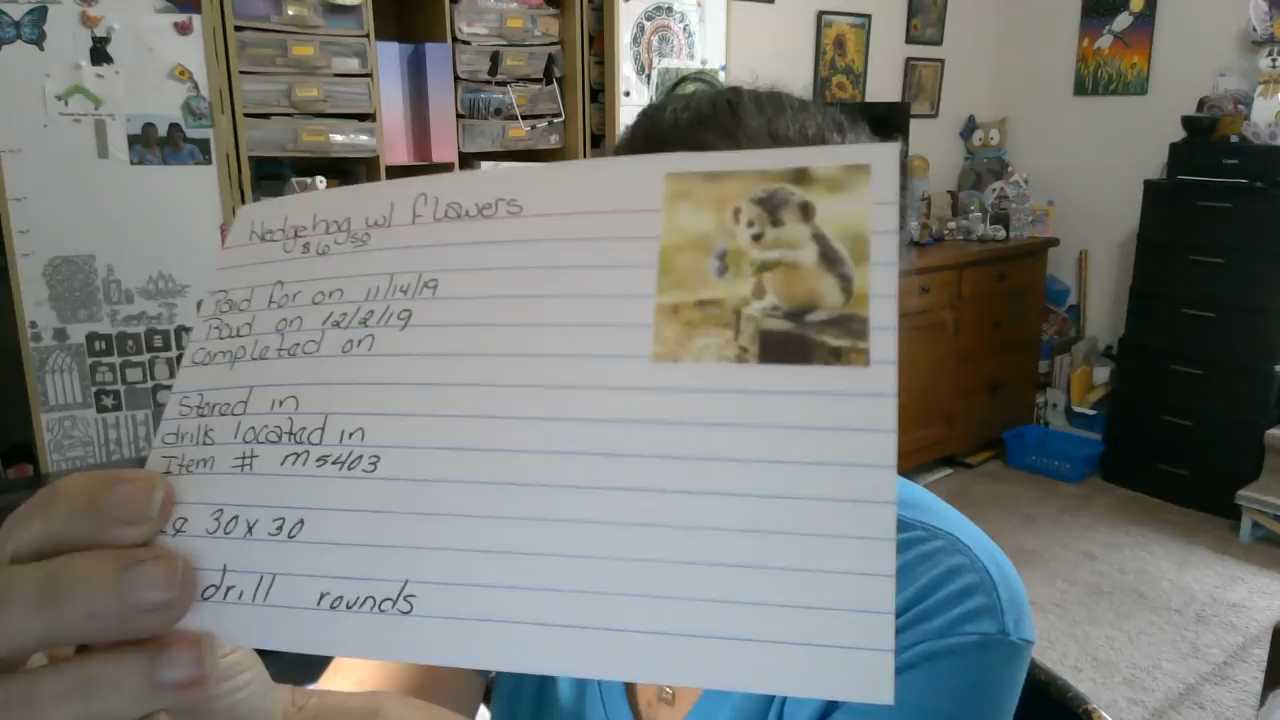 Hedgehog w/ flowers
$6 50
Paid for on 11/14/19
Rcvd on 12/2/19
completed on
Stored in
drills located in
Item # M5403
30 x 30
drill rounds